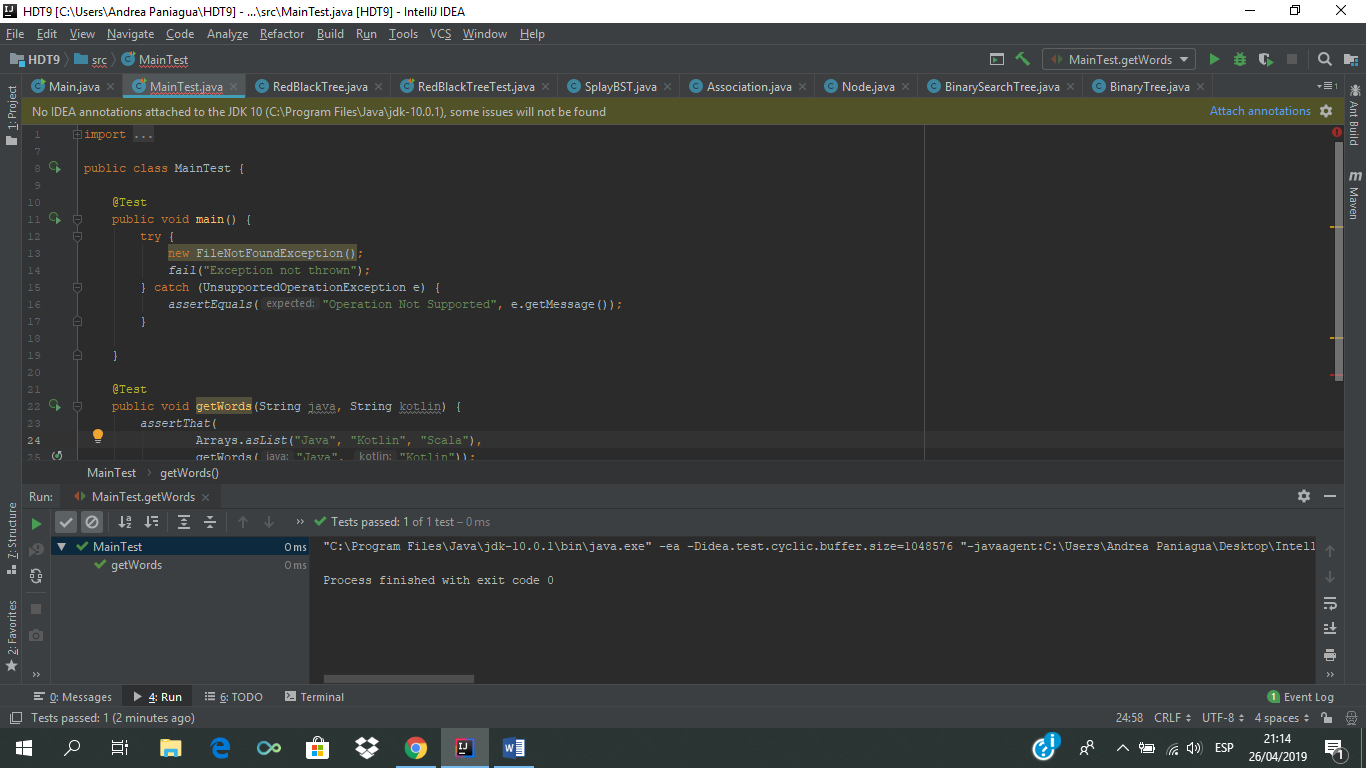 HDT9 [C:\Users\Andrea Paniagua\HDT9] - ...\src\MainTest.java [HDT9] - IntelliJ IDEA
File Edit View Navigate Code Analyze Refactor Build Run Tools VCS Window Help
HDT9 src MainTest MainTest.getWords
Main.java MainTest.java RedBlackTree.java RedBlackTreeTest.java SplayBST.java Association.java Node.java BinarySearchTree.java BinaryTree.java
No IDEA annotations attached to the JDK 10 (C:\Program Files\Java\jdk-10.0.1), some issues will not be found Attach annotations
1: Project
Ant Build
Maven
1 import ...
7
8 public class MainTest {
9
10 @Test
11 public void main() {
12 try {
13 new FileNotFoundException();
14 fail("Exception not thrown");
15 } catch (UnsupportedOperationException e) {
16 assertEquals( expected: "Operation Not Supported", e.getMessage());
17 }
18
19 }
20
21 @Test
22 public void getWords(String java, String kotlin) {
23 assertThat(
24 Arrays.asList("Java", "Kotlin", "Scala"),
25 getWords( java: "Java", kotlin: "Kotlin"));
MainTest getWords()
Run: MainTest.getWords
Tests passed: 1 of 1 test – 0 ms
MainTest 0 ms
getWords 0 ms
"C:\Program Files\Java\jdk-10.0.1\bin\java.exe" -ea -Didea.test.cyclic.buffer.size=1048576 "-javaagent:C:\Users\Andrea Paniagua\Desktop\Intell
Process finished with exit code 0
7: Structure
2: Favorites
0: Messages 4: Run 6: TODO Terminal 1 Event Log
Tests passed: 1 (2 minutes ago) 24:58 CRLF UTF-8 4 spaces
ESP
21:14
26/04/2019
1